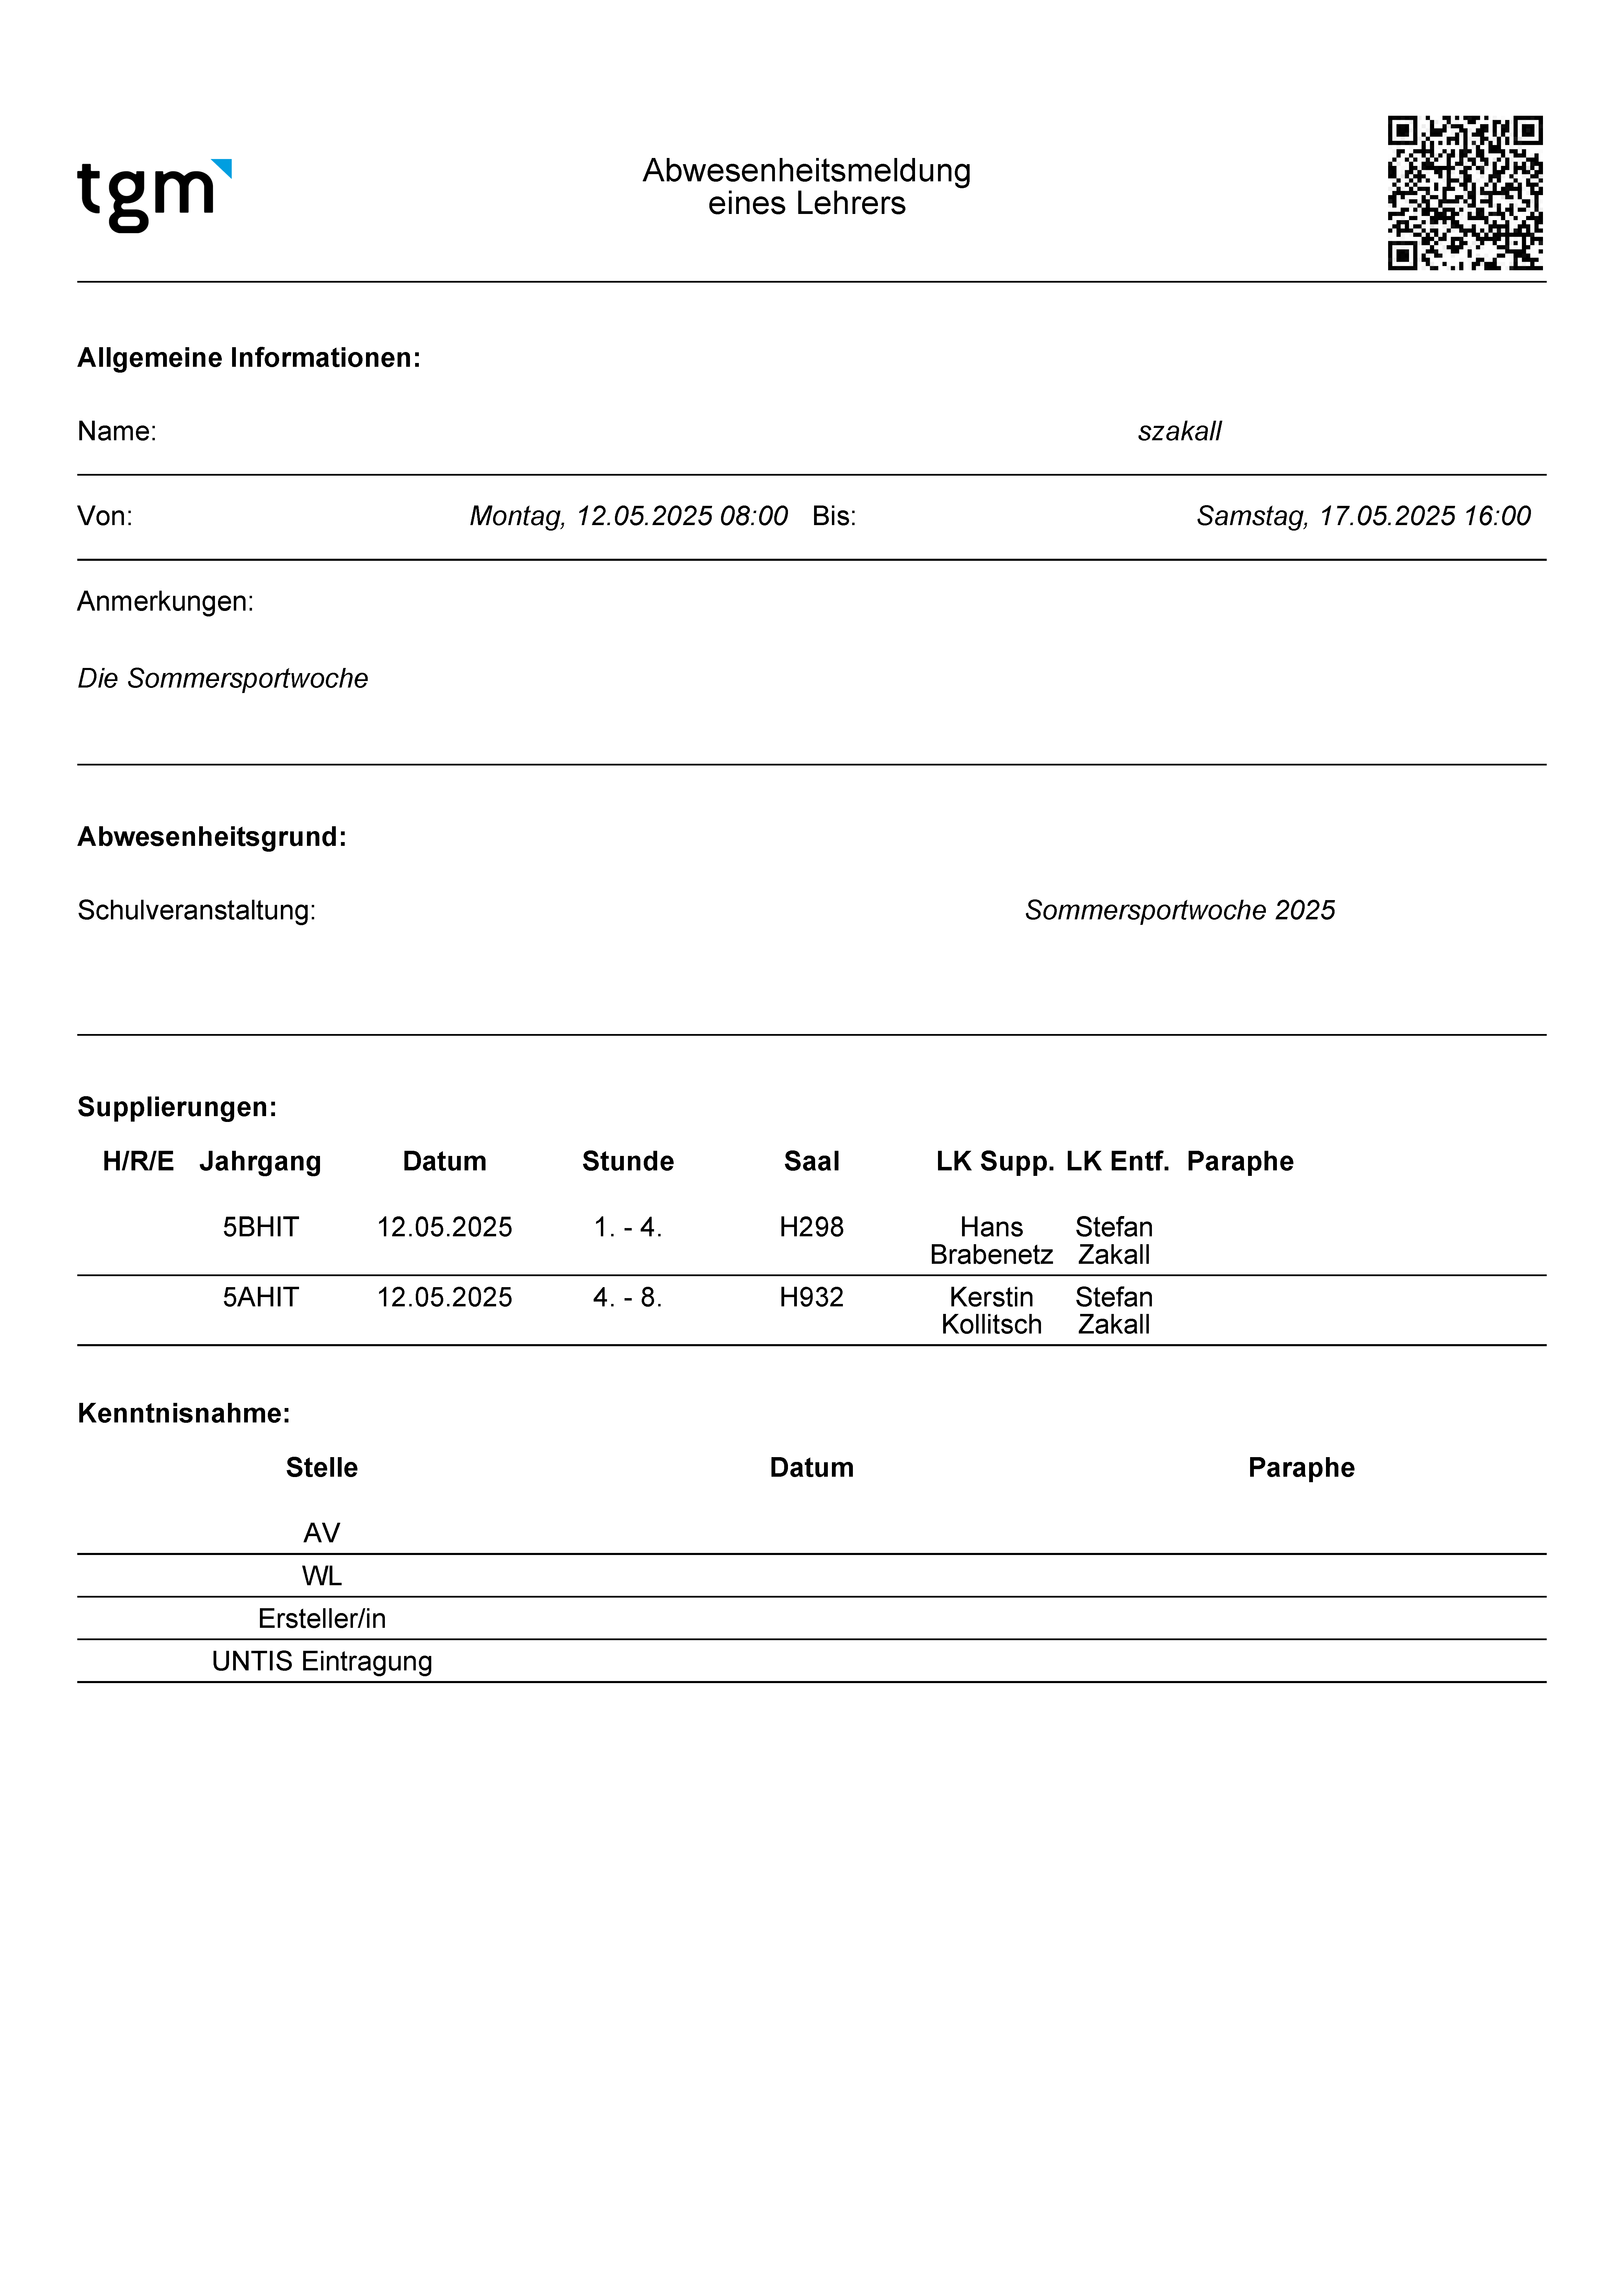 tgm
Abwesenheitsmeldung
eines Lehrers
Allgemeine Informationen:
Name: szakall
Von: Montag, 12.05.2025 08:00 Bis: Samstag, 17.05.2025 16:00
Anmerkungen:
Die Sommersportwoche
Abwesenheitsgrund:
Schulveranstaltung: Sommersportwoche 2025
Supplierungen:
H/R/E Jahrgang Datum Stunde Saal LK Supp. LK Entf. Paraphe
5BHIT 12.05.2025 1. - 4. H298 Hans Stefan
Brabenetz Zakall
5AHIT 12.05.2025 4. - 8. H932 Kerstin Stefan
Kollitsch Zakall
Kenntnisnahme:
Stelle Datum Paraphe
AV
WL
Ersteller/in
UNTIS Eintragung